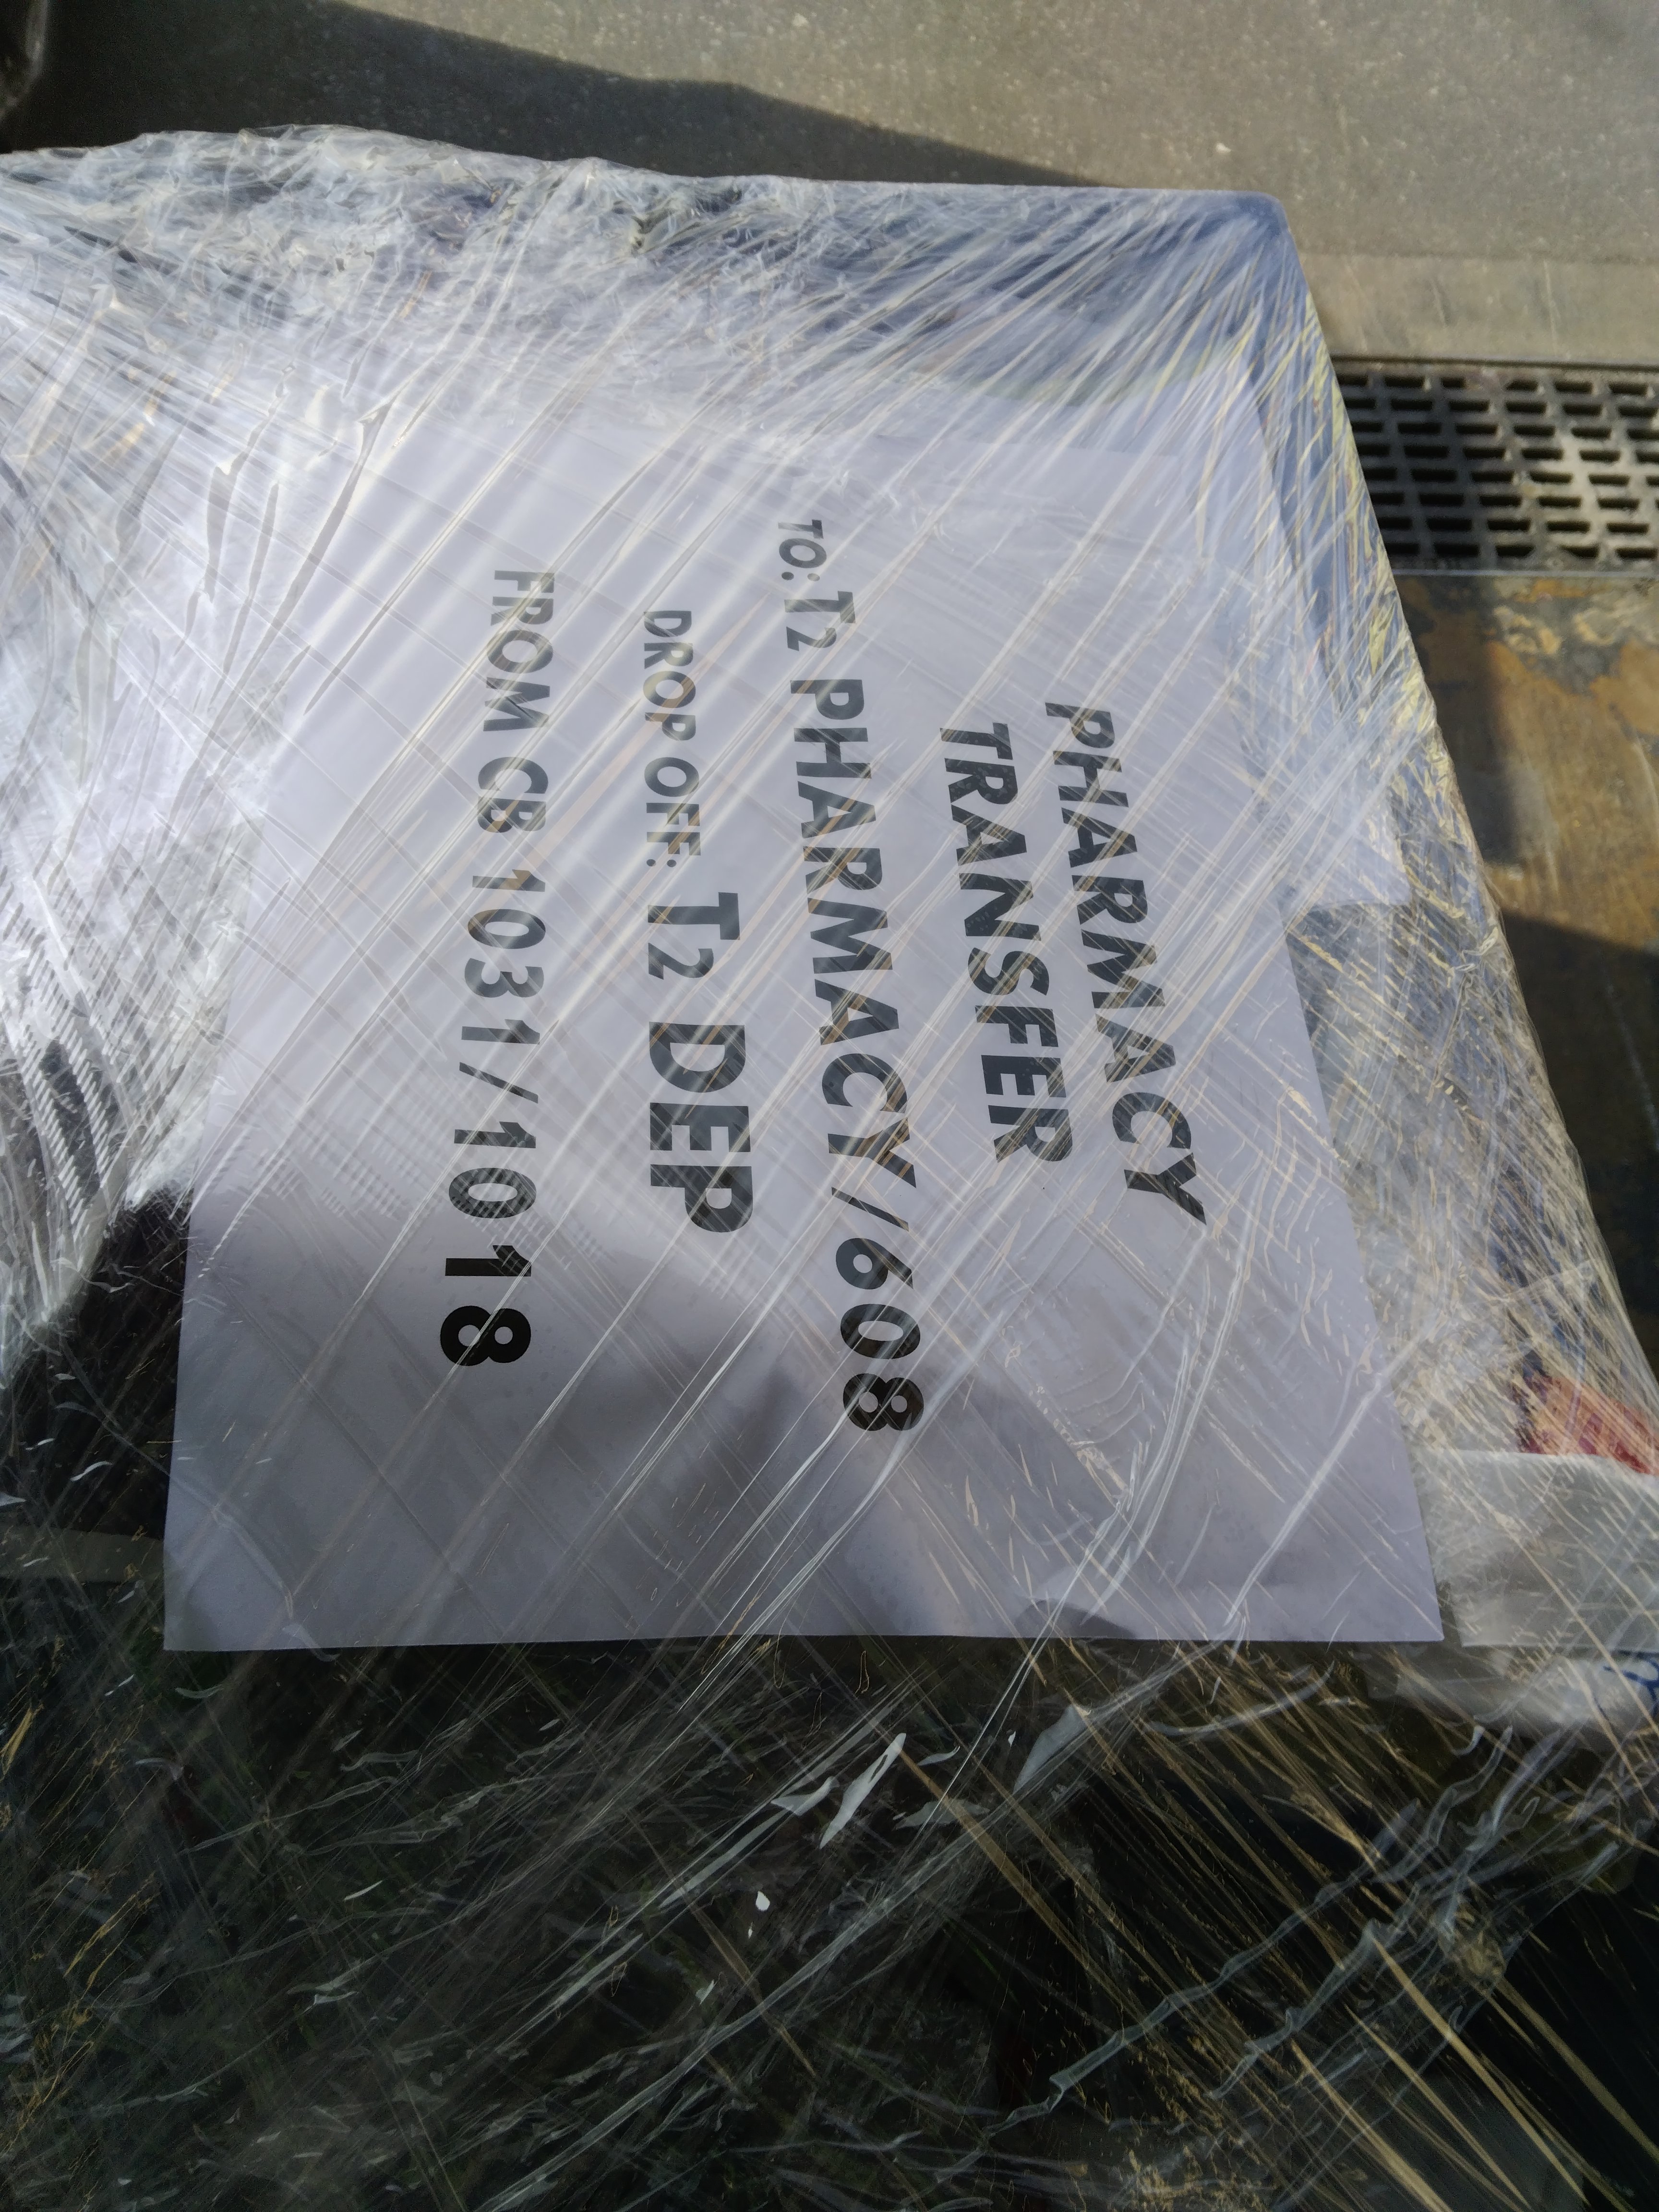 PHARMACY
TRANSFER
TO: T2 PHARMACY/608
DROP OFF: T2 DEP
FROM CB 1031/1018